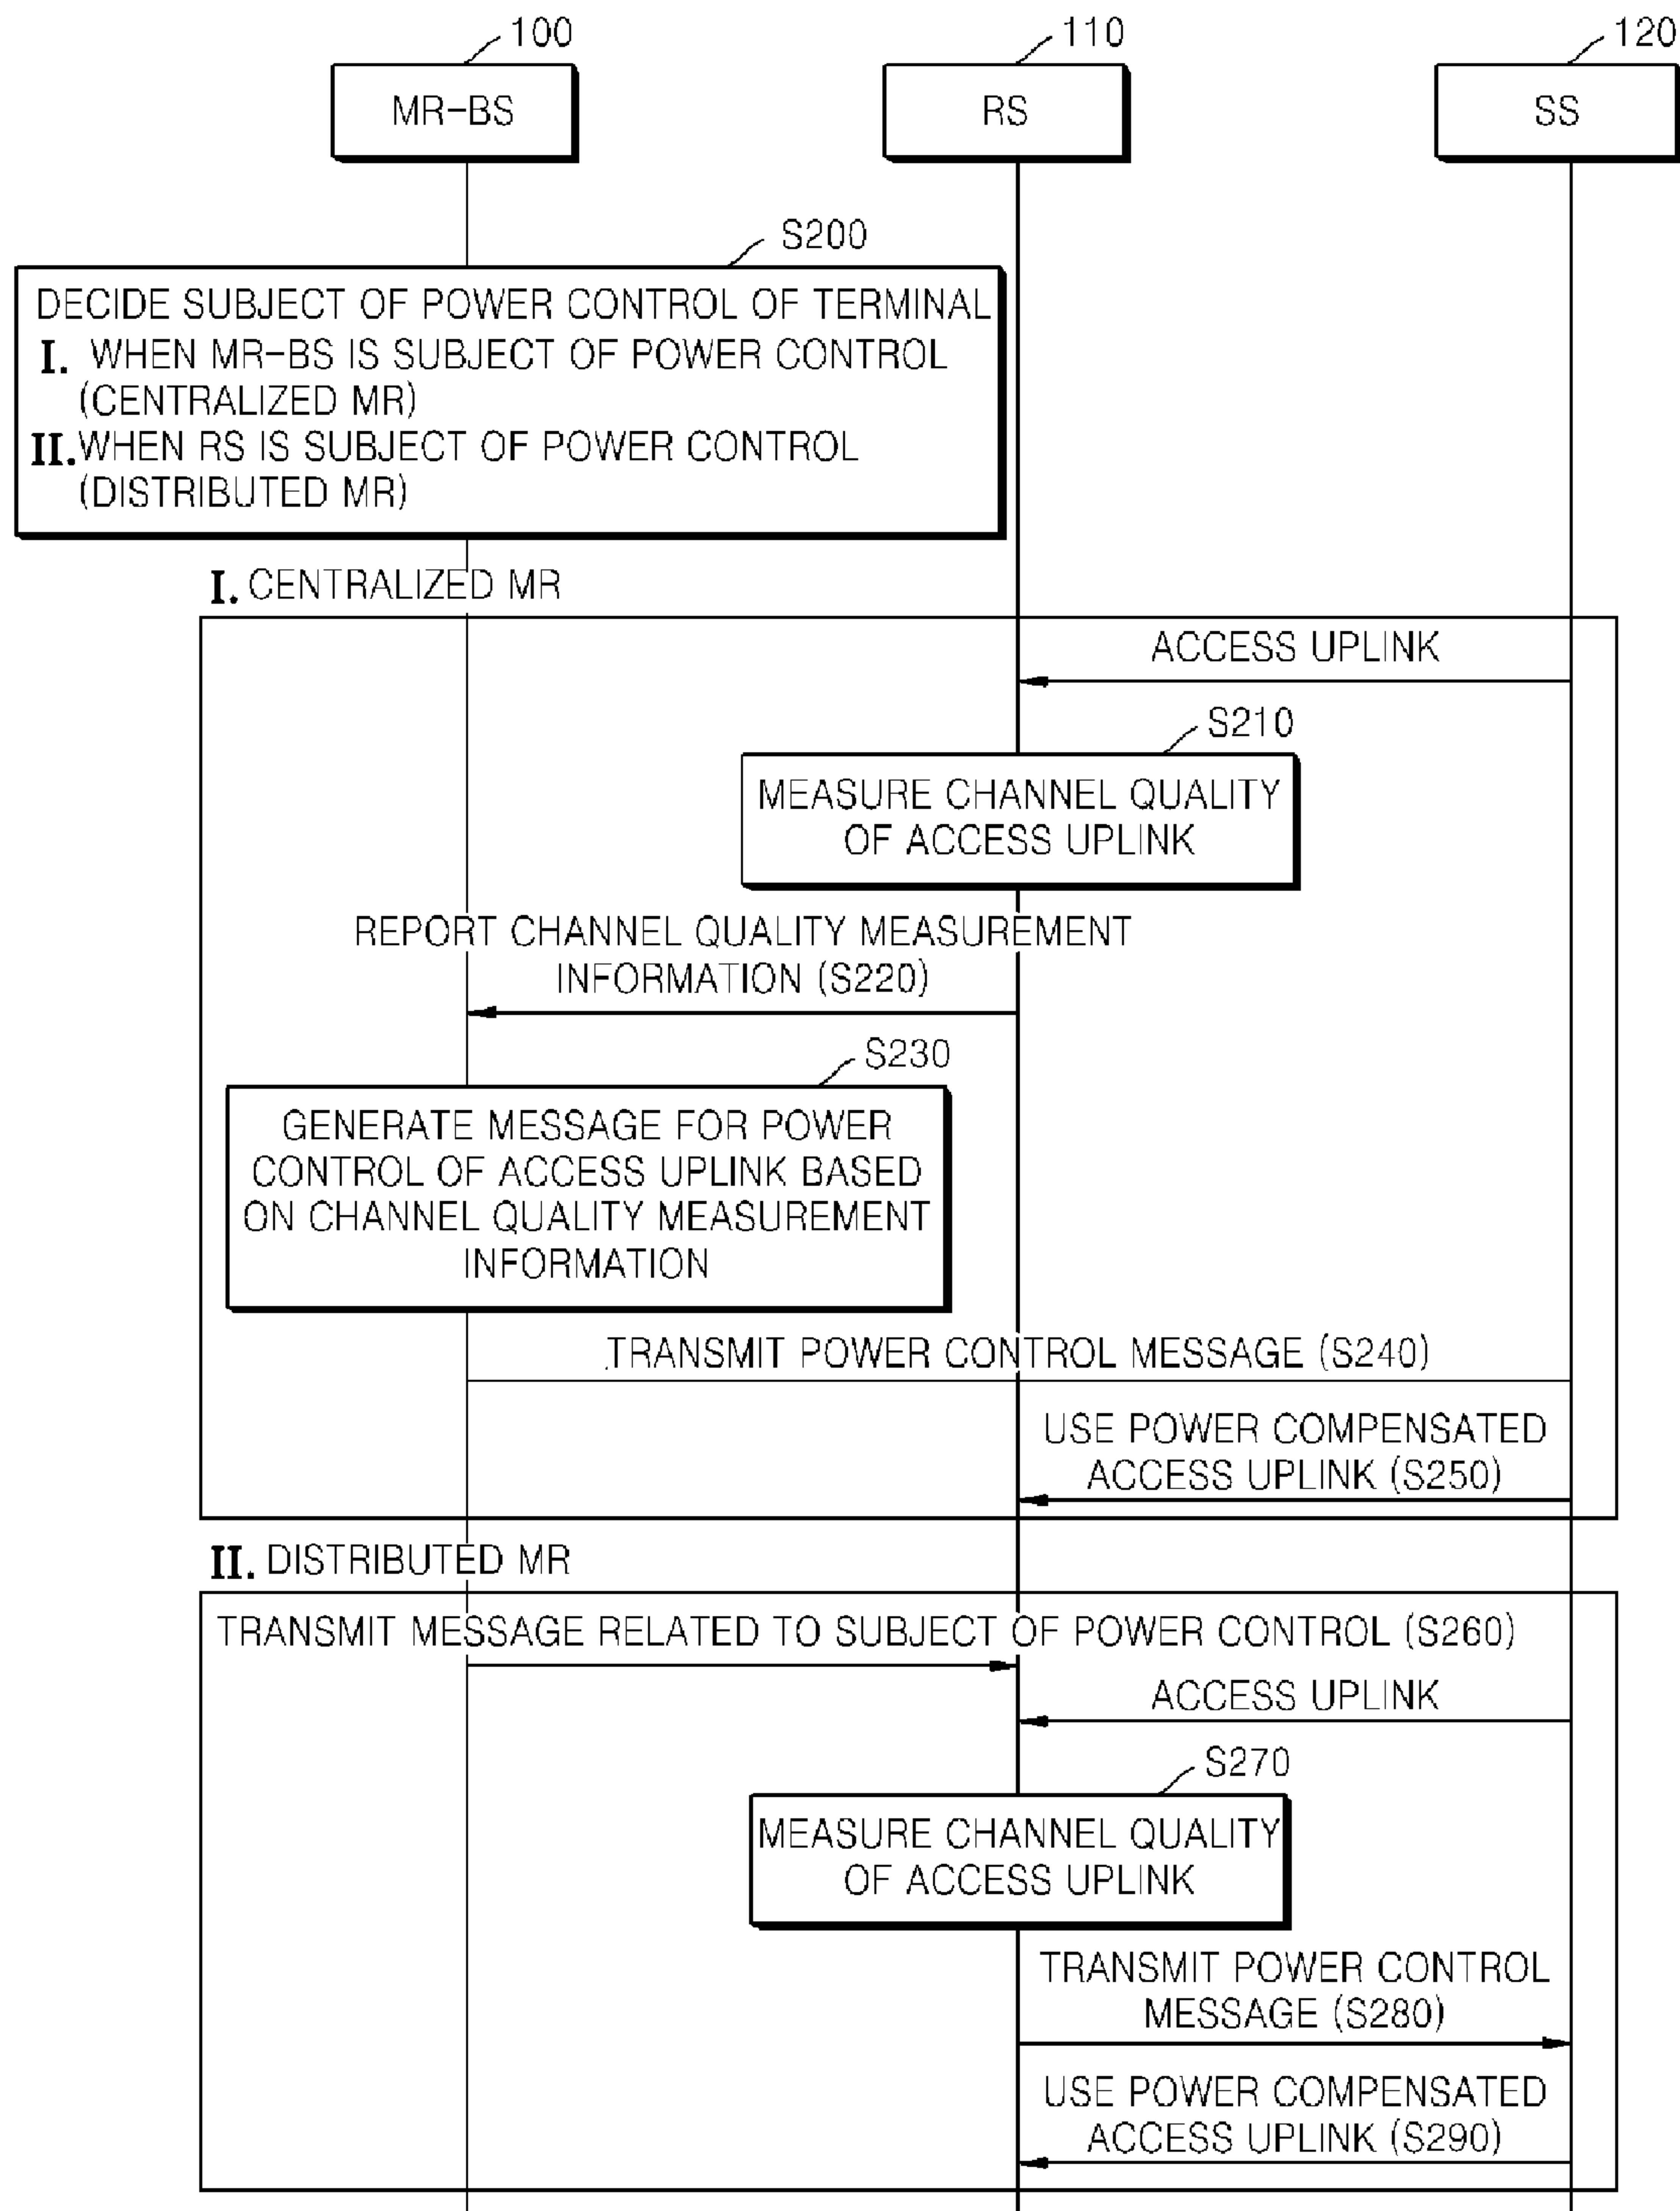 100
110
120
MR-BS
RS
SS
S200
DECIDE SUBJECT OF POWER CONTROL OF TERMINAL
I. WHEN MR-BS IS SUBJECT OF POWER CONTROL
(CENTRALIZED MR)
II. WHEN RS IS SUBJECT OF POWER CONTROL
(DISTRIBUTED MR)
I. CENTRALIZED MR
ACCESS UPLINK
S210
MEASURE CHANNEL QUALITY
OF ACCESS UPLINK
REPORT CHANNEL QUALITY MEASUREMENT
INFORMATION (S220)
S230
GENERATE MESSAGE FOR POWER
CONTROL OF ACCESS UPLINK BASED
ON CHANNEL QUALITY MEASUREMENT
INFORMATION
TRANSMIT POWER CONTROL MESSAGE (S240)
USE POWER COMPENSATED
ACCESS UPLINK (S250)
II. DISTRIBUTED MR
TRANSMIT MESSAGE RELATED TO SUBJECT OF POWER CONTROL (S260)
ACCESS UPLINK
S270
MEASURE CHANNEL QUALITY
OF ACCESS UPLINK
TRANSMIT POWER CONTROL
MESSAGE (S280)
USE POWER COMPENSATED
ACCESS UPLINK (S290)